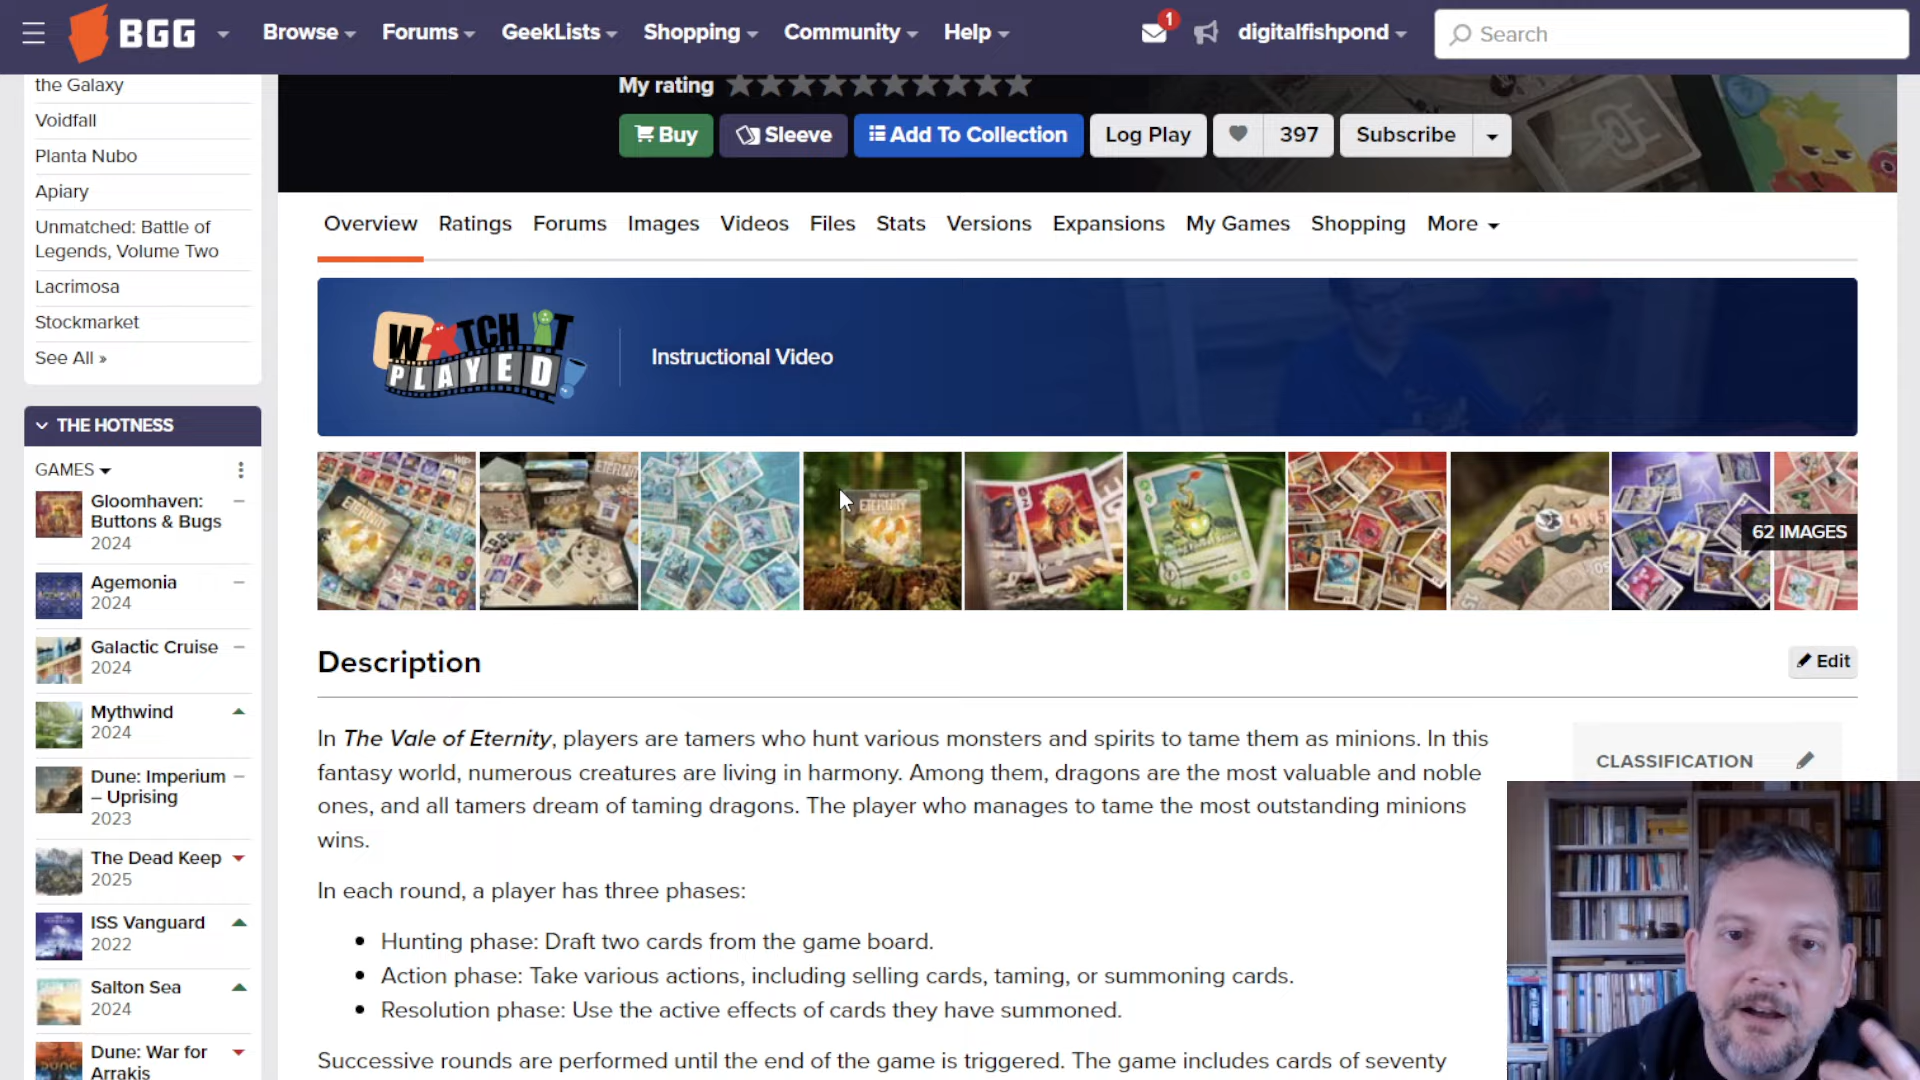 BGG
Browse
Forums
GeekLists
Shopping
Community
Help
1
digitalfishpond
Search
the Galaxy
Voidfall
Planta Nubo
Apiary
Unmatched: Battle of
Legends, Volume Two
Lacrimosa
Stockmarket
See All »
THE HOTNESS
GAMES
Gloomhaven:
Buttons & Bugs
2024
Agemonia
2024
Galactic Cruise
2024
Mythwind
2024
Dune: Imperium
– Uprising
2023
The Dead Keep
2025
ISS Vanguard
2022
Salton Sea
2024
Dune: War for
Arrakis
My rating
Buy
Sleeve
Add To Collection
Log Play
397
Subscribe
Overview
Ratings
Forums
Images
Videos
Files
Stats
Versions
Expansions
My Games
Shopping
More
WATCH IT
PLAYED
Instructional Video
ETERNITY
ETERNITY
62 IMAGES
Description
Edit
In The Vale of Eternity, players are tamers who hunt various monsters and spirits to tame them as minions. In this
fantasy world, numerous creatures are living in harmony. Among them, dragons are the most valuable and noble
ones, and all tamers dream of taming dragons. The player who manages to tame the most outstanding minions
wins.
In each round, a player has three phases:
• Hunting phase: Draft two cards from the game board.
• Action phase: Take various actions, including selling cards, taming, or summoning cards.
• Resolution phase: Use the active effects of cards they have summoned.
Successive rounds are performed until the end of the game is triggered. The game includes cards of seventy
CLASSIFICATION